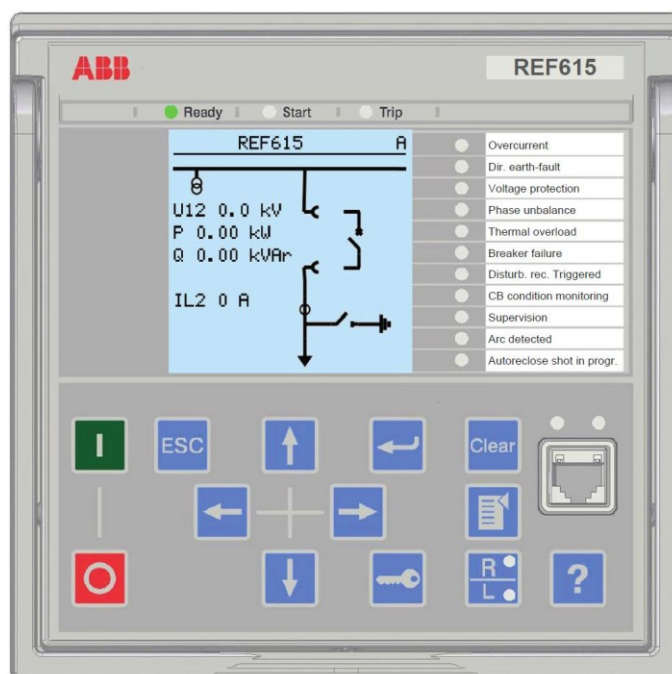 ABB
REF615
Ready
Start
Trip
REF615 A
U12 0.0 kV
P 0.00 kW
Q 0.00 kVAr
IL2 0 A
Overcurrent
Dir. earth-fault
Voltage protection
Phase unbalance
Thermal overload
Breaker failure
Disturb. rec. Triggered
CB condition monitoring
Supervision
Arc detected
Autoreclose shot in progr.
I
ESC
Clear
O
R
L
?